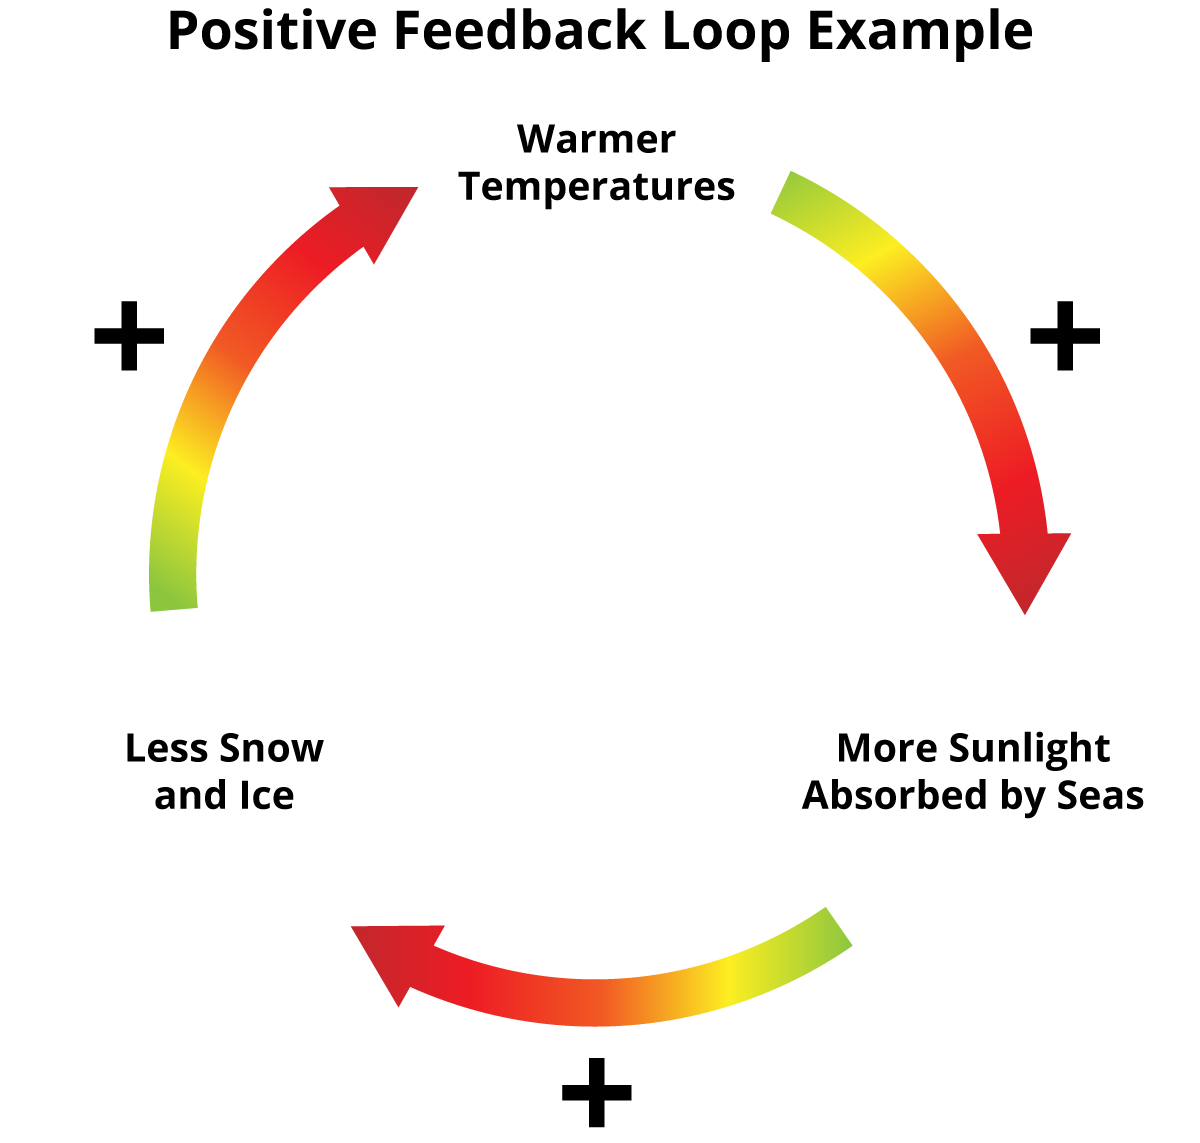 Positive Feedback Loop Example
Warmer
Temperatures
+
+
Less Snow
and Ice
More Sunlight
Absorbed by Seas
+